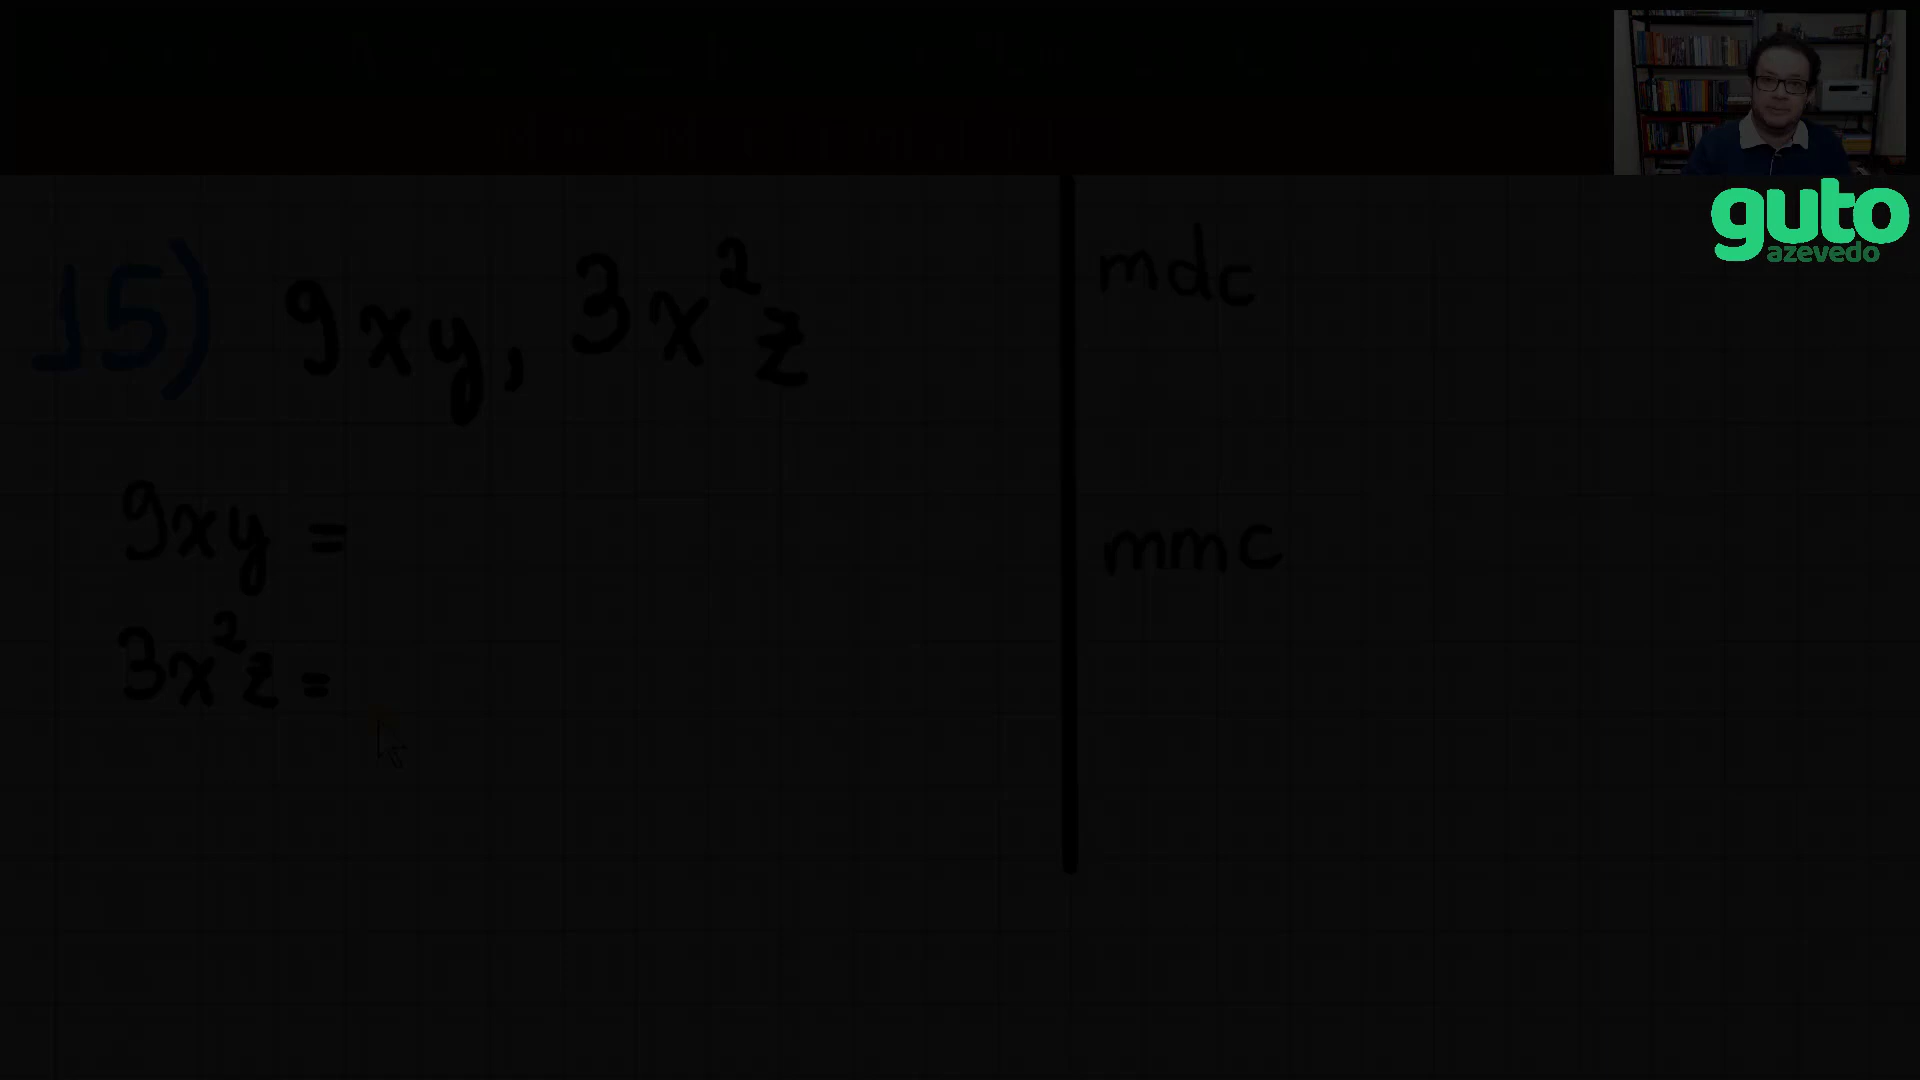 guto
azevedo
15) 9xy, 3x²z
mdc
9xy =
mmc
3x²z =